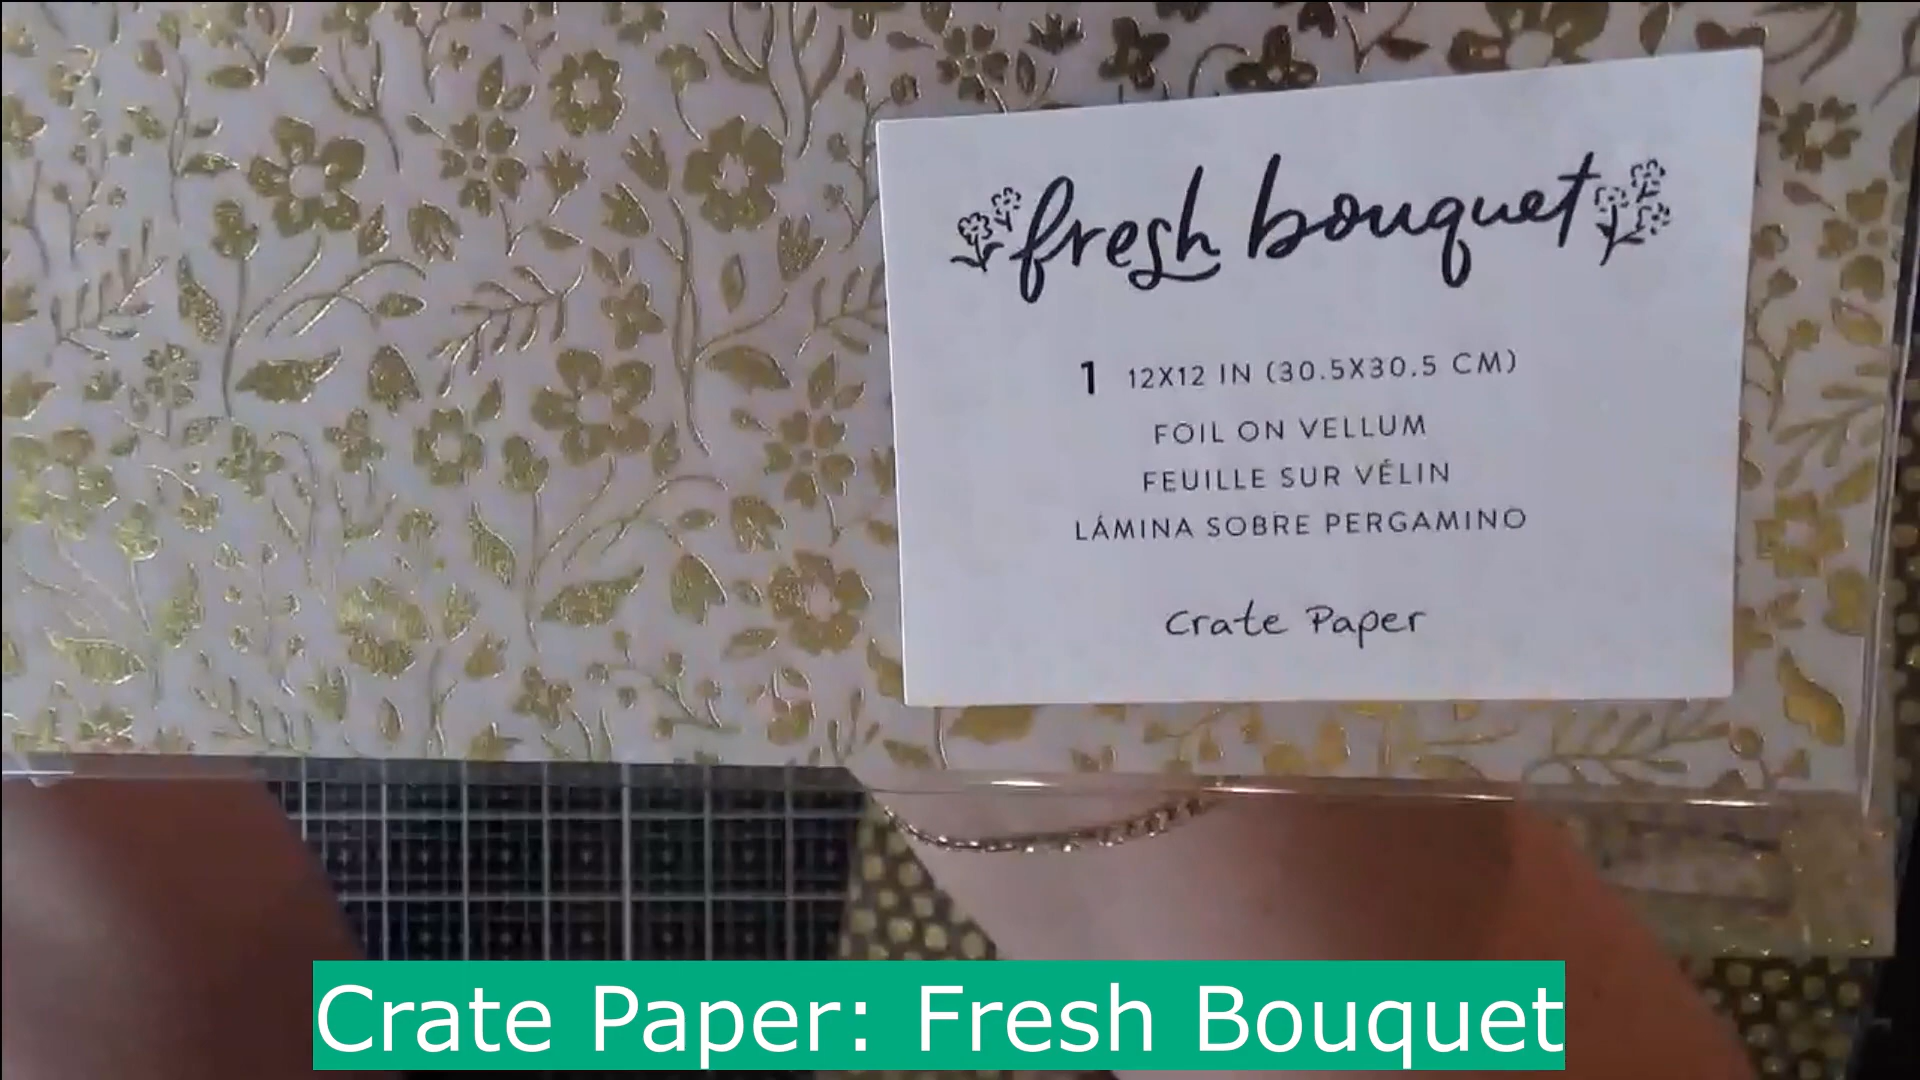 fresh bouquet
1 12X12 IN (30.5X30.5 CM)
FOIL ON VELLUM
FEUILLE SUR VÉLIN
LÁMINA SOBRE PERGAMINO
Crate Paper
Crate Paper: Fresh Bouquet